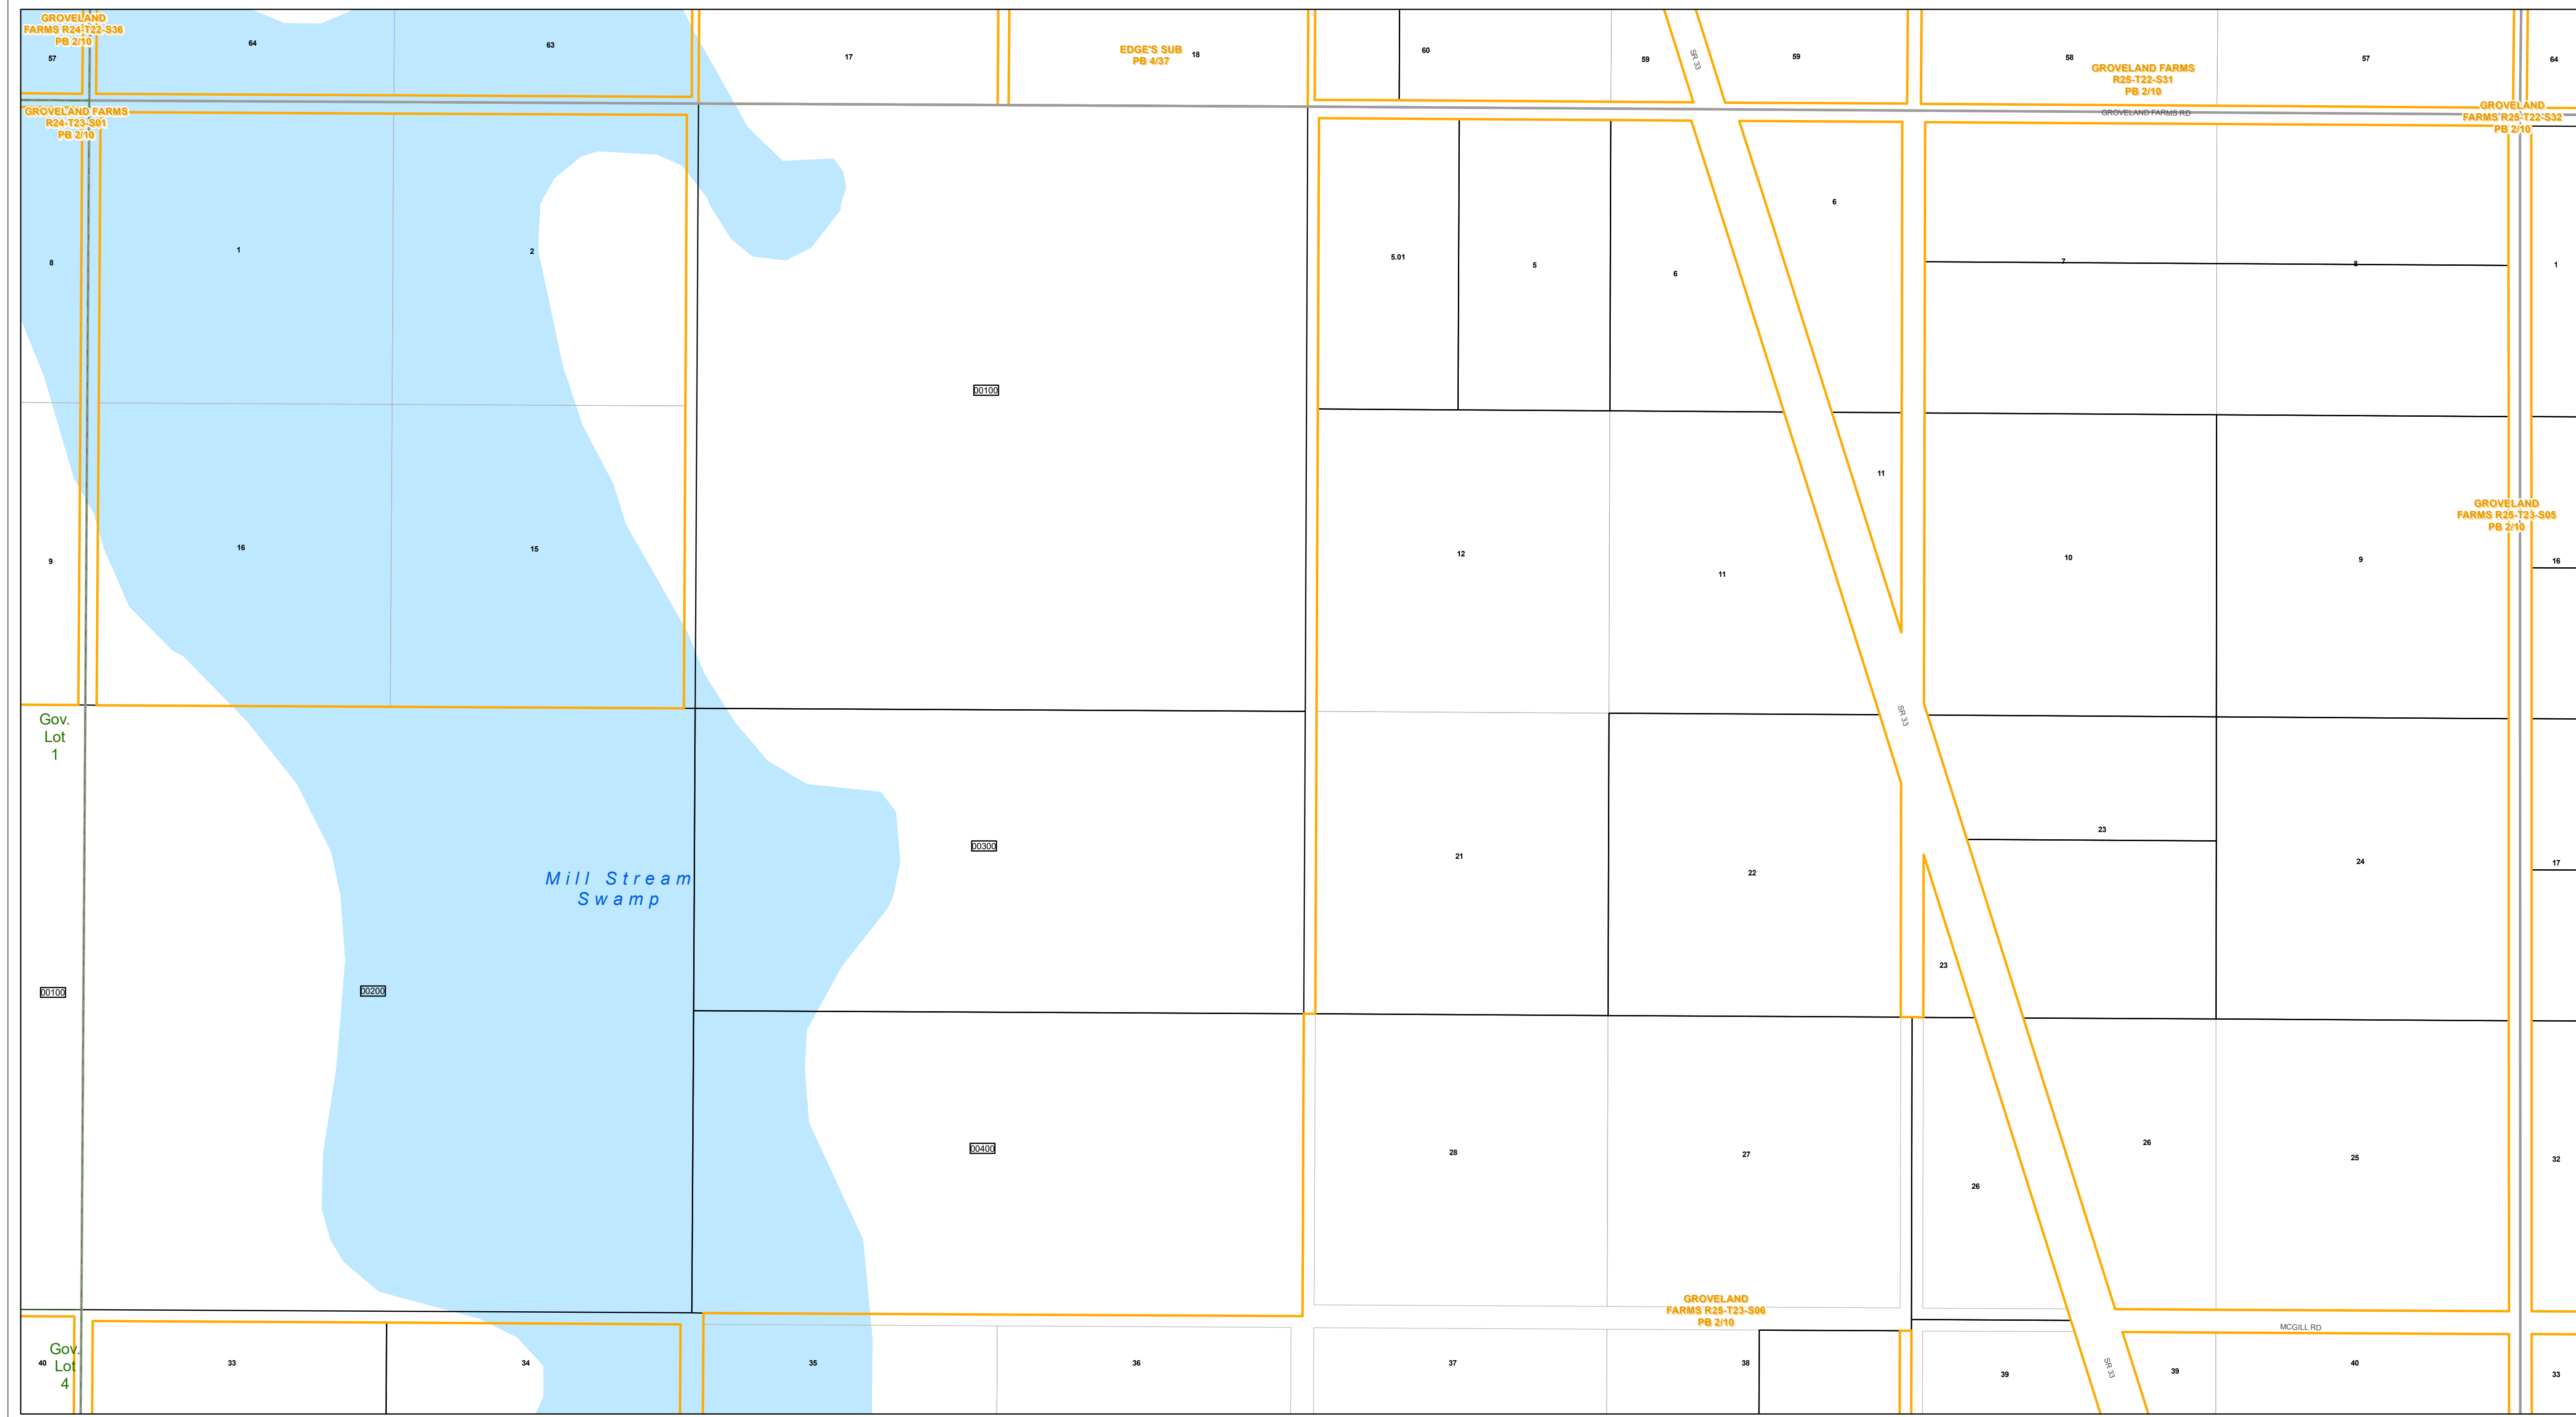 GROVELAND
FARMS R24-T22-S36
PB 2/10
57
64
63
17
EDGE'S SUB
PB 4/37
18
60
59
SR 33
59
58
GROVELAND FARMS
R25-T22-S31
PB 2/10
57
64
GROVELAND FARMS
R24-T23-S01
PB 2/10
GROVELAND FARMS RD
GROVELAND
FARMS R25-T22-S32
PB 2/10
8
1
2
5.01
5
6
6
7
8
1
00100
9
16
15
12
11
11
10
9
GROVELAND
FARMS R25-T23-S05
PB 2/10
16
Gov.
Lot
1
SR 33
Mill Stream
Swamp
00300
21
22
23
24
17
00100
00200
23
00400
28
27
26
26
25
32
GROVELAND
FARMS R25-T23-S06
PB 2/10
MCGILL RD
40
Gov.
Lot
4
33
34
35
36
37
38
39
SR 33
39
40
33